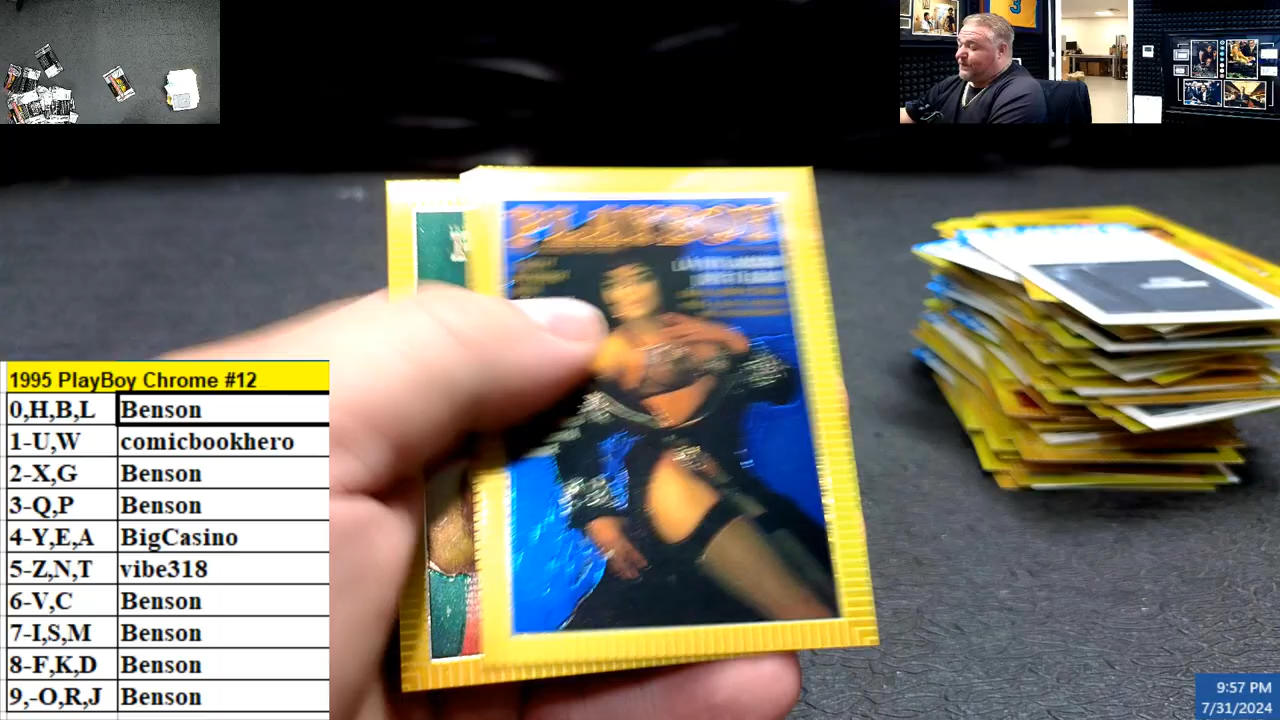 PLAYBOY
1995 PlayBoy Chrome #12
0,H,B,L Benson
1-U,W comicbookhero
2-X,G Benson
3-Q,P Benson
4-Y,E,A BigCasino
5-Z,N,T vibe318
6-V,C Benson
7-I,S,M Benson
8-F,K,D Benson
9,-O,R,J Benson
9:57 PM
7/31/2024